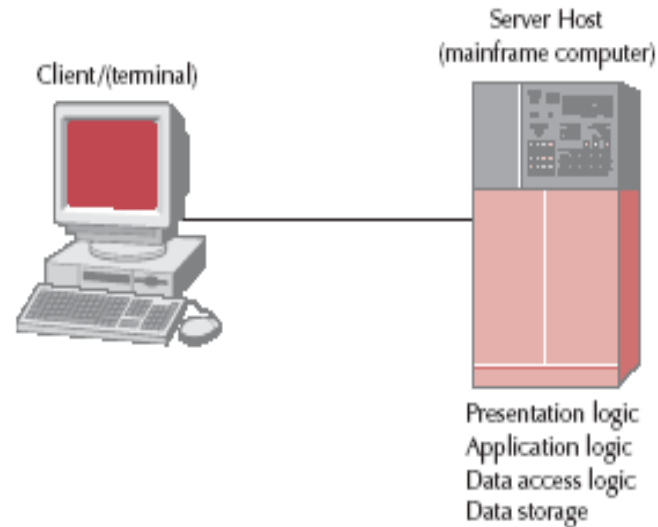 Server Host
(mainframe computer)
Client/(terminal)
Presentation logic
Application logic
Data access logic
Data storage